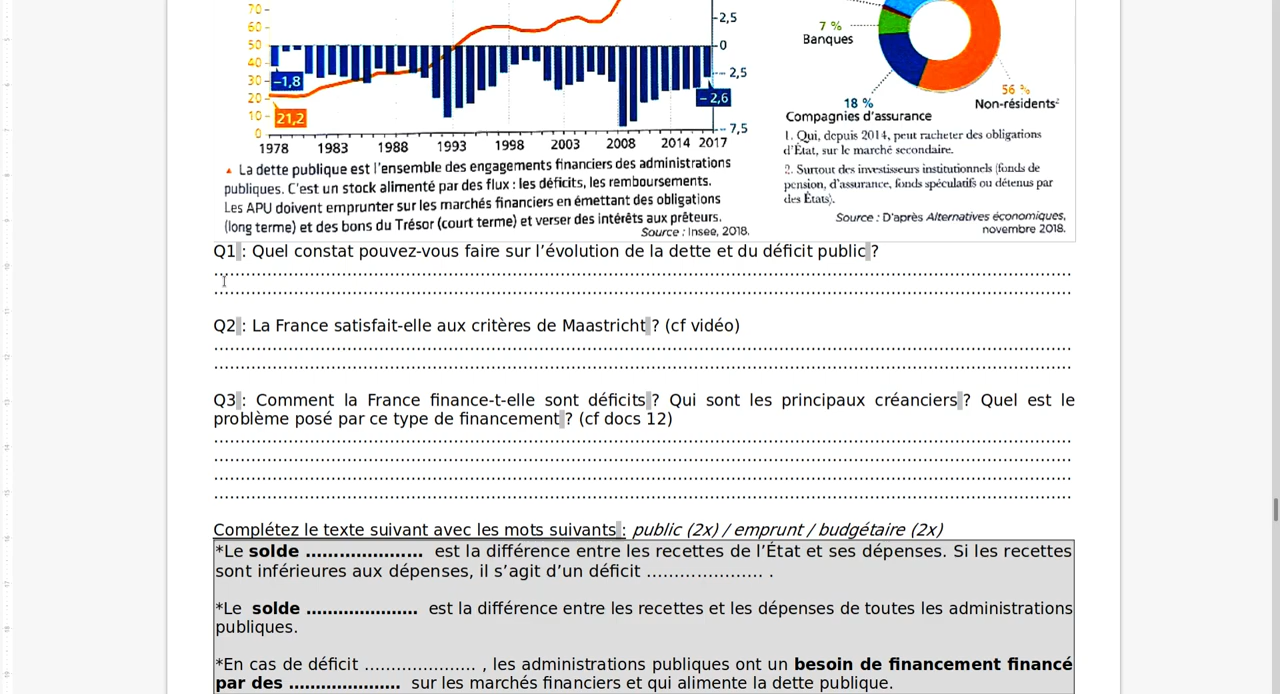 70-
60-
50
40
30
20
10
0
-1,8
21,2
2,5
0
2,5
-2,6
- 7,5
1978 1983 1988 1993 1998 2003 2008 2014 2017
▲ La dette publique est l'ensemble des engagements financiers des administrations
publiques. C'est un stock alimenté par des flux : les déficits, les remboursements.
Les APU doivent emprunter sur les marchés financiers en émettant des obligations
(long terme) et des bons du Trésor (court terme) et verser des intérêts aux prêteurs.
Source : Insee, 2018.
7 %
Banques
18 %
Compagnies d'assurance
56 %
Non-résidents²
1. Qui, depuis 2014, peut racheter des obligations
d'État, sur le marché secondaire.
2. Surtout des investisseurs institutionnels (fonds de
pension, d'assurance, fonds spéculatifs ou détenus par
des États).
Source : D'après Alternatives économiques,
novembre 2018.
Q1 : Quel constat pouvez-vous faire sur l'évolution de la dette et du déficit public ?
Q2 : La France satisfait-elle aux critères de Maastricht ? (cf vidéo)
Q3 : Comment la France finance-t-elle sont déficits ? Qui sont les principaux créanciers ? Quel est le
problème posé par ce type de financement ? (cf docs 12)
Complétez le texte suivant avec les mots suivants : public (2x) / emprunt / budgétaire (2x)
*Le solde ...................... est la différence entre les recettes de l'État et ses dépenses. Si les recettes
sont inférieures aux dépenses, il s'agit d'un déficit ..................... .
*Le solde ..................... est la différence entre les recettes et les dépenses de toutes les administrations
publiques.
*En cas de déficit .................... , les administrations publiques ont un besoin de financement financé
par des ..................... sur les marchés financiers et qui alimente la dette publique.